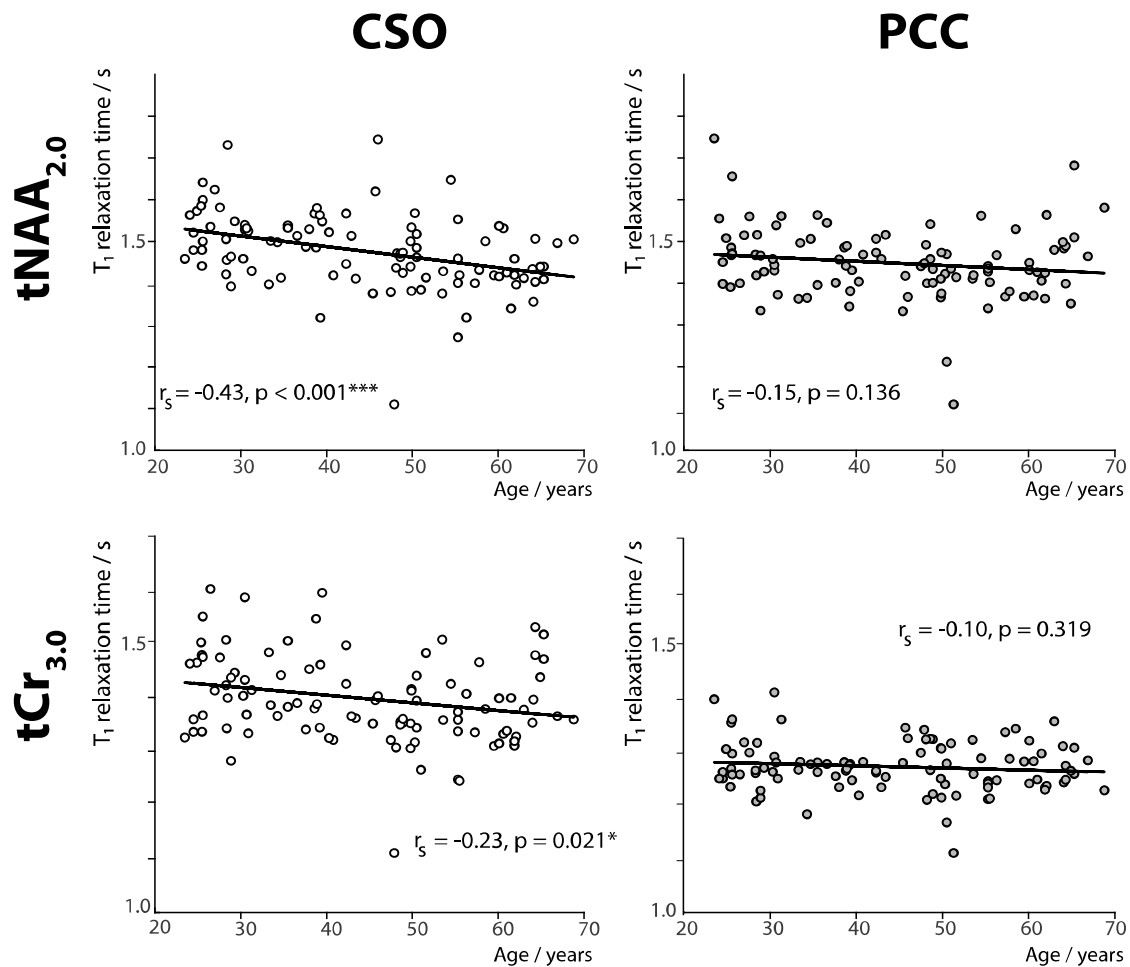 CSO
PCC
tNAA2.0
T1 relaxation time / s
1.5
1.0
rs = -0.43, p < 0.001***
20 30 40 50 60 70
Age / years
T1 relaxation time / s
1.5
1.0
rs = -0.15, p = 0.136
20 30 40 50 60 70
Age / years
tCr3.0
T1 relaxation time / s
1.5
1.0
rs = -0.23, p = 0.021*
20 30 40 50 60 70
Age / years
T1 relaxation time / s
1.5
1.0
rs = -0.10, p = 0.319
20 30 40 50 60 70
Age / years